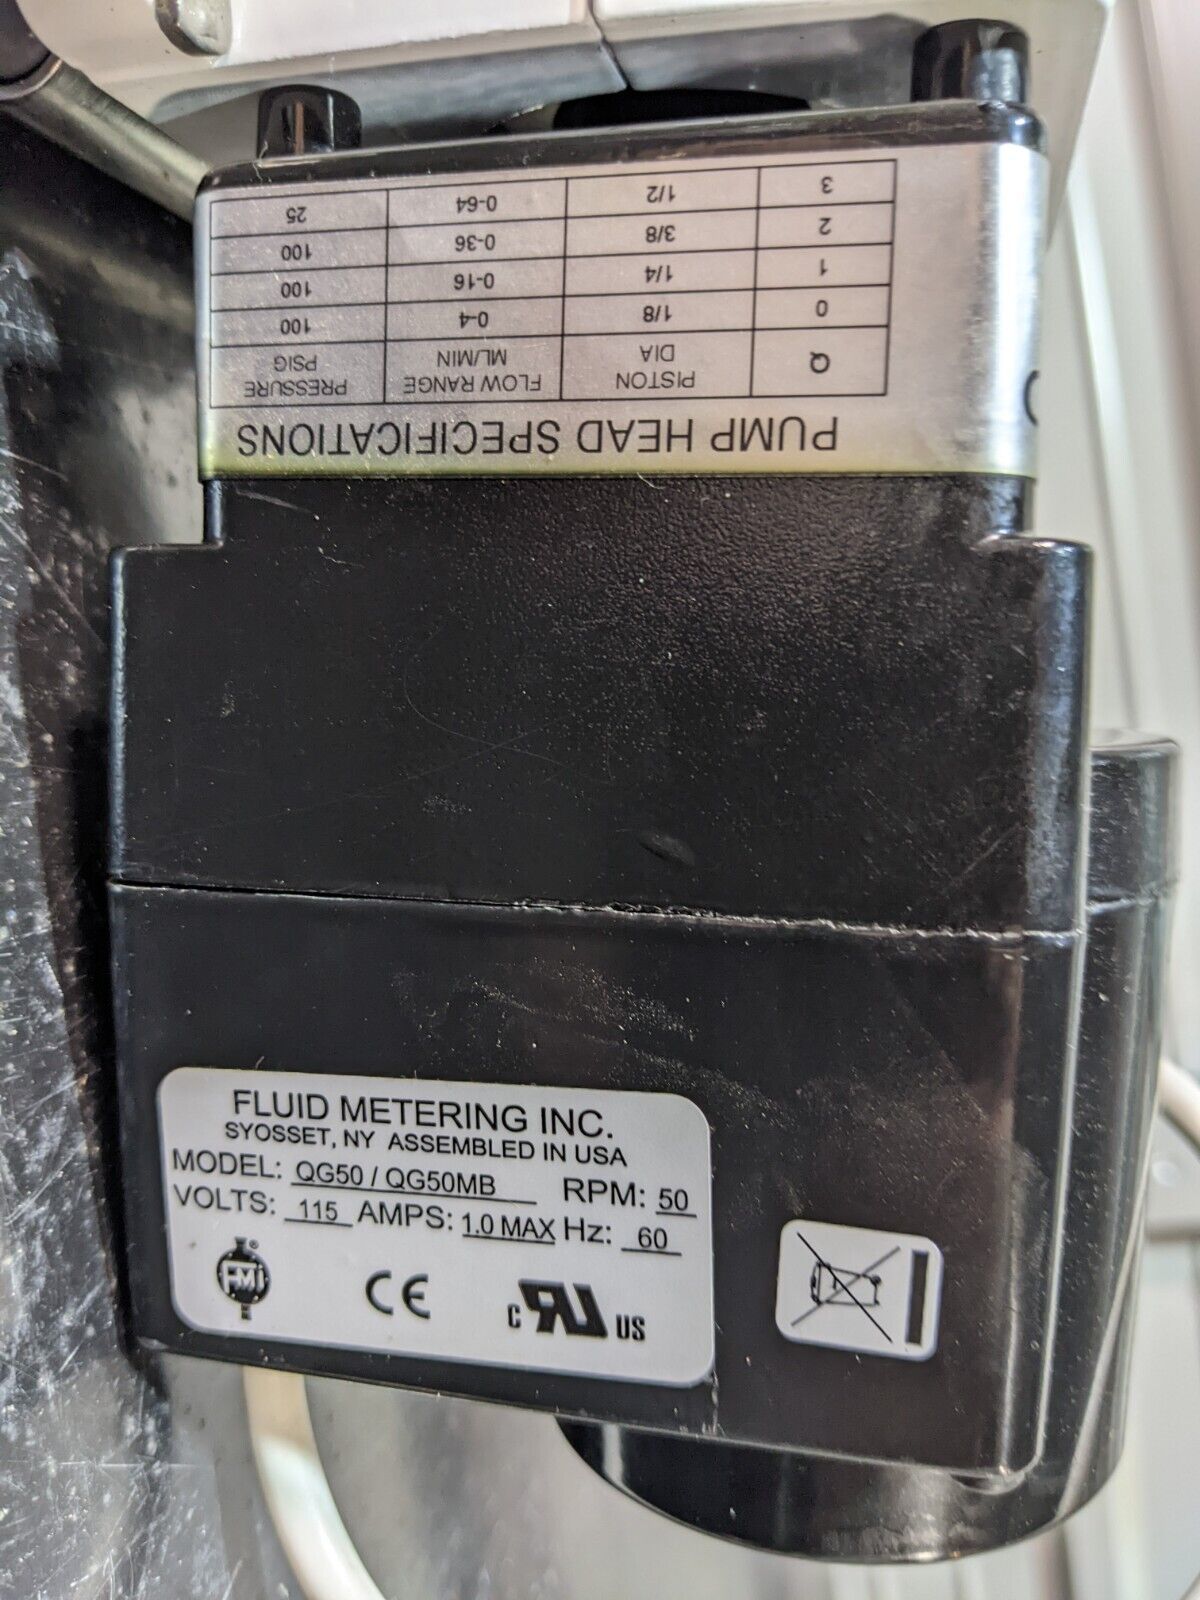 PUMP HEAD SPECIFICATIONS
Q PISTON DIA FLOW RANGE ML/MIN PRESSURE PSIG
0 1/8 0-4 100
1 1/4 0-16 100
2 3/8 0-36 100
3 1/2 0-64 25
FLUID METERING INC.
SYOSSET, NY ASSEMBLED IN USA
MODEL: QG50 / QG50MB RPM: 50
VOLTS: 115 AMPS: 1.0 MAX Hz: 60
FMI ® CE C RU US